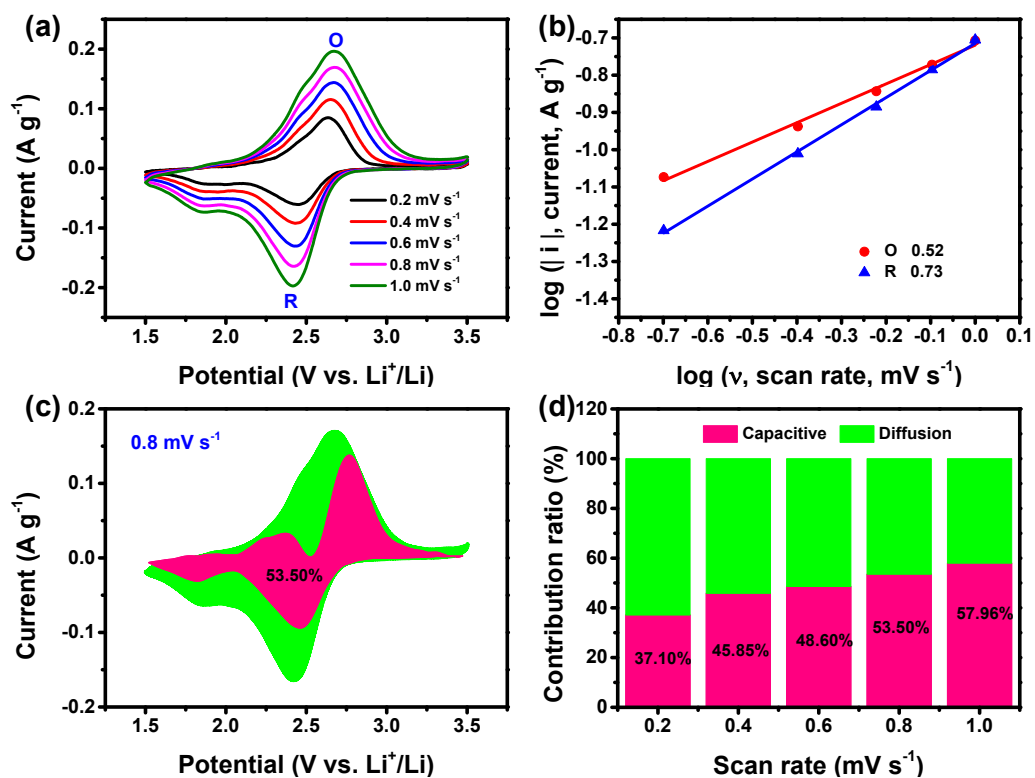 (a)
O
R
0.2 mV s⁻¹
0.4 mV s⁻¹
0.6 mV s⁻¹
0.8 mV s⁻¹
1.0 mV s⁻¹
0.2
0.1
0.0
-0.1
-0.2
Current (A g⁻¹)
1.5 2.0 2.5 3.0 3.5
Potential (V vs. Li⁺/Li)
(b)
-0.7
-0.8
-0.9
-1.0
-1.1
-1.2
-1.3
-1.4
log (| i |, current, A g⁻¹)
O 0.52
R 0.73
-0.8 -0.7 -0.6 -0.5 -0.4 -0.3 -0.2 -0.1 0.0 0.1
log (ν, scan rate, mV s⁻¹)
(c)
0.8 mV s⁻¹
53.50%
0.2
0.1
0.0
-0.1
-0.2
Current (A g⁻¹)
1.5 2.0 2.5 3.0 3.5
Potential (V vs. Li⁺/Li)
(d)
Capacitive Diffusion
120
100
80
60
40
20
0
Contribution ratio (%)
37.10% 45.85% 48.60% 53.50% 57.96%
0.2 0.4 0.6 0.8 1.0
Scan rate (mV s⁻¹)